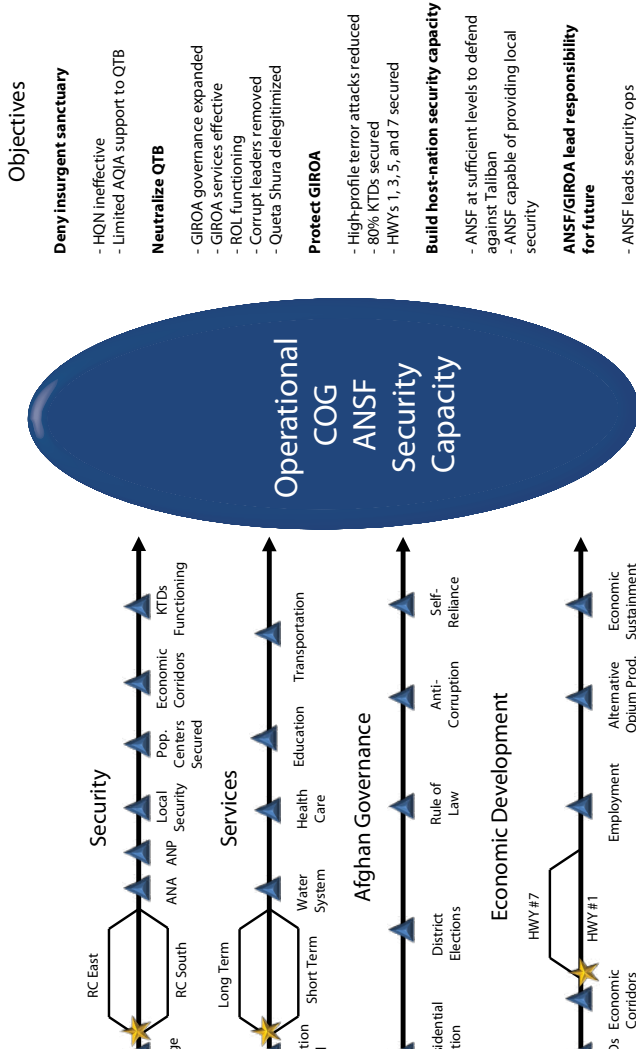 Objectives
Deny insurgent sanctuary
- HQN ineffective
- Limited AQIA support to QTB
Neutralize QTB
- GIROA governance expanded
- GIROA services effective
- ROL functioning
- Corrupt leaders removed
- Queta Shura delegitimized
Protect GIROA
- High-profile terror attacks reduced
- 80% KTDs secured
- HWYs 1, 3, 5, and 7 secured
Build host-nation security capacity
- ANSF at sufficient levels to defend
against Taliban
- ANSF capable of providing local
security
ANSF/GIROA lead responsibility
for future
- ANSF leads security ops
Operational
COG
ANSF
Security
Capacity
Security
RC East
RC South
ge
ANA
ANP
Local
Security
Pop.
Centers
Secured
Economic
Corridors
KTDs
Functioning
Services
Long Term
Short Term
tion
Water
System
Health
Care
Education
Transportation
Afghan Governance
sidential
tion
District
Elections
Rule of
Law
Anti-
Corruption
Self-
Reliance
Economic Development
HWY #7
HWY #1
Ds
Economic
Corridors
Employment
Alternative
Opium Prod.
Economic
Sustainment